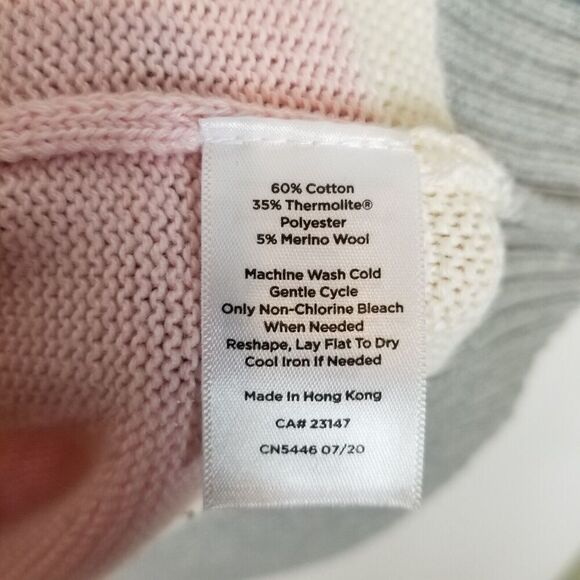 60% Cotton
35% Thermolite®
Polyester
5% Merino Wool
Machine Wash Cold
Gentle Cycle
Only Non-Chlorine Bleach
When Needed
Reshape, Lay Flat To Dry
Cool Iron If Needed
Made In Hong Kong
CA# 23147
CN5446 07/20